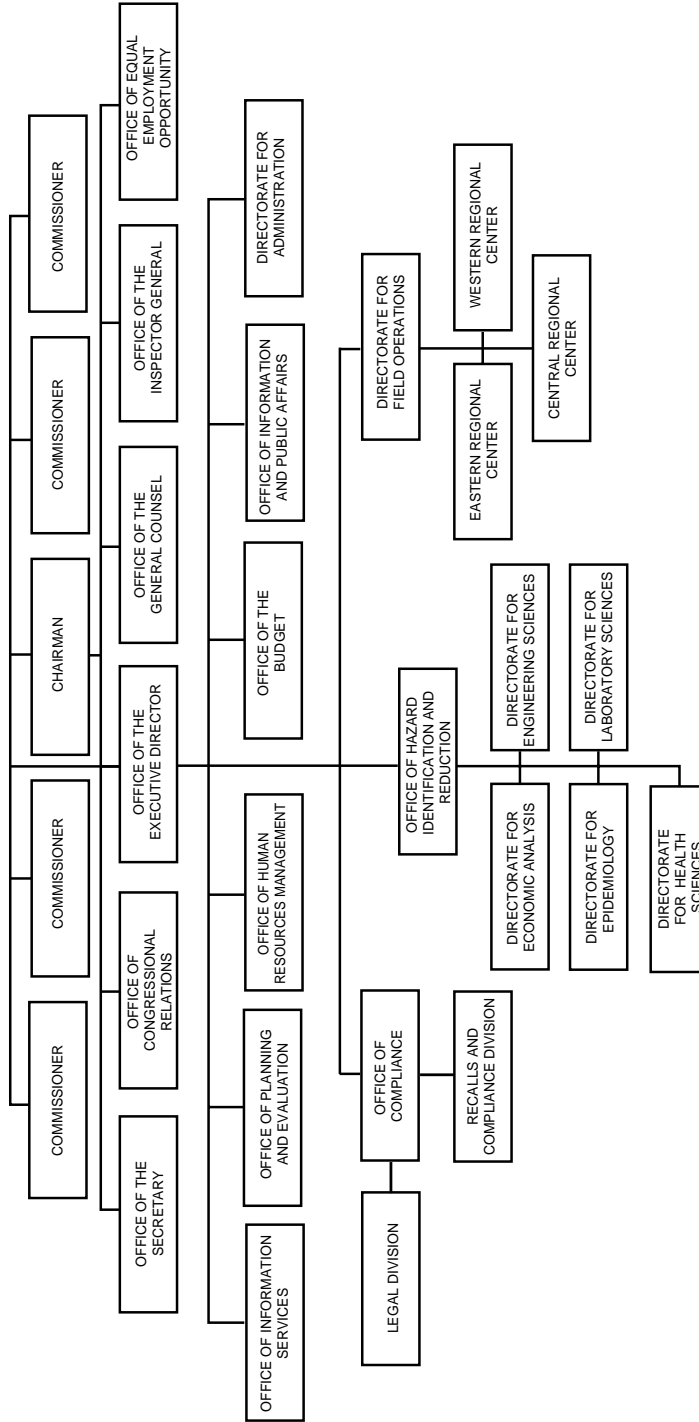 COMMISSIONER
COMMISSIONER
CHAIRMAN
COMMISSIONER
COMMISSIONER
OFFICE OF THE
SECRETARY
OFFICE OF
CONGRESSIONAL
RELATIONS
OFFICE OF THE
EXECUTIVE DIRECTOR
OFFICE OF THE
GENERAL COUNSEL
OFFICE OF THE
INSPECTOR GENERAL
OFFICE OF EQUAL
EMPLOYMENT
OPPORTUNITY
OFFICE OF INFORMATION
SERVICES
OFFICE OF PLANNING
AND EVALUATION
OFFICE OF HUMAN
RESOURCES MANAGEMENT
OFFICE OF THE
BUDGET
OFFICE OF INFORMATION
AND PUBLIC AFFAIRS
DIRECTORATE FOR
ADMINISTRATION
LEGAL DIVISION
OFFICE OF
COMPLIANCE
RECALLS AND
COMPLIANCE DIVISION
OFFICE OF HAZARD
IDENTIFICATION AND
REDUCTION
DIRECTORATE FOR
ECONOMIC ANALYSIS
DIRECTORATE FOR
ENGINEERING SCIENCES
DIRECTORATE FOR
EPIDEMIOLOGY
DIRECTORATE FOR
LABORATORY SCIENCES
DIRECTORATE
FOR HEALTH
SCIENCES
DIRECTORATE FOR
FIELD OPERATIONS
EASTERN REGIONAL
CENTER
WESTERN REGIONAL
CENTER
CENTRAL REGIONAL
CENTER